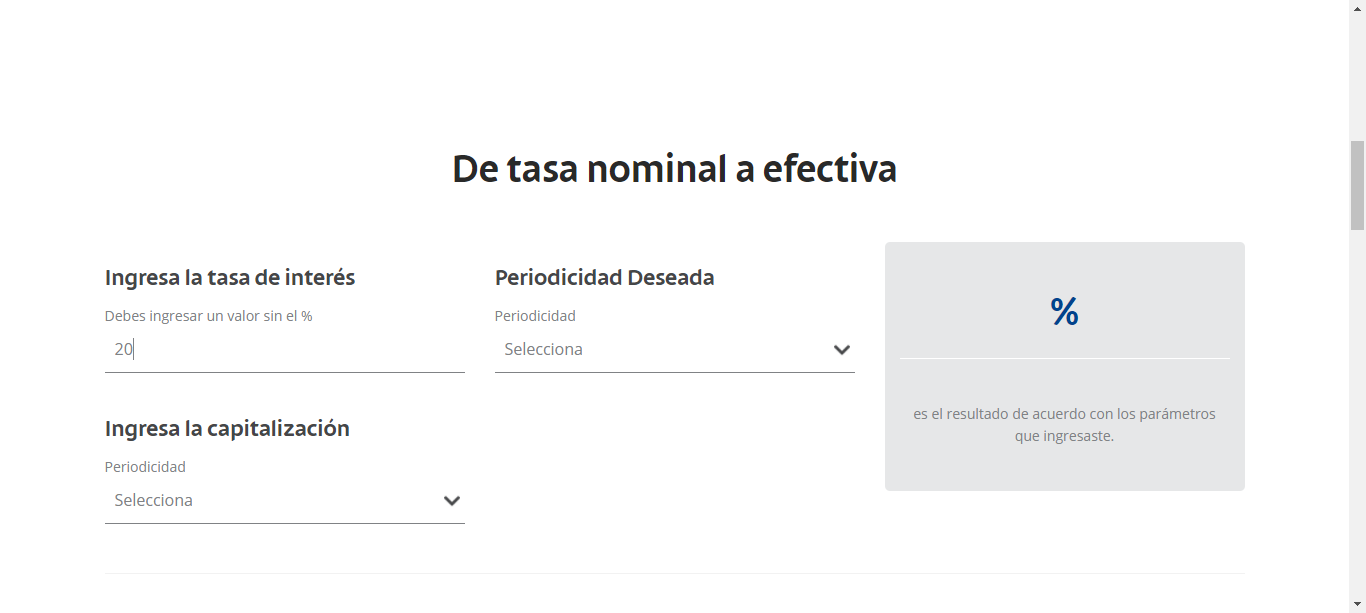 De tasa nominal a efectiva
Ingresa la tasa de interés
Debes ingresar un valor sin el %
20
Periodicidad Deseada
Periodicidad
Selecciona
Ingresa la capitalización
Periodicidad
Selecciona
%
es el resultado de acuerdo con los parámetros
que ingresaste.